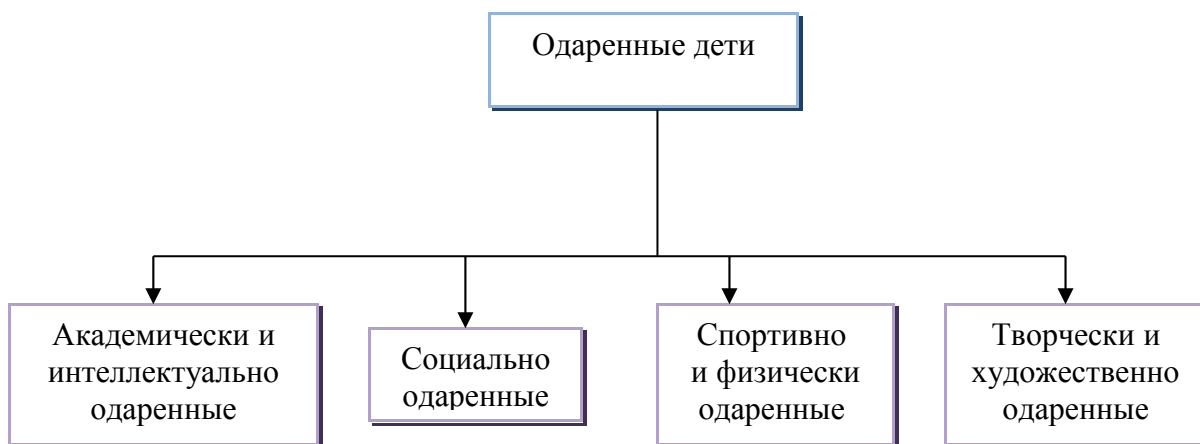 Одаренные дети
Академически и
интеллектуально
одаренные
Социально
одаренные
Спортивно
и физически
одаренные
Творчески и
художественно
одаренные